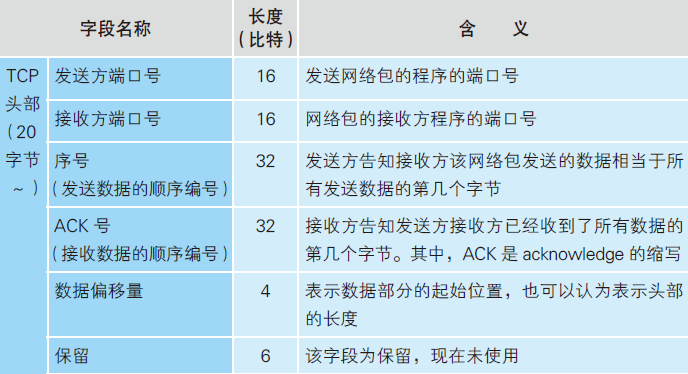 字段名称
长度
(比特)
含 义
TCP
头部
(20
字节
~)
发送方端口号
16
发送网络包的程序的端口号
接收方端口号
16
网络包的接收方程序的端口号
序号
(发送数据的顺序编号)
32
发送方告知接收方该网络包发送的数据相当于所
有发送数据的第几个字节
ACK 号
(接收数据的顺序编号)
32
接收方告知发送方接收方已经收到了所有数据的
第几个字节。其中，ACK 是 acknowledge 的缩写
数据偏移量
4
表示数据部分的起始位置，也可以认为表示头部
的长度
保留
6
该字段为保留，现在未使用